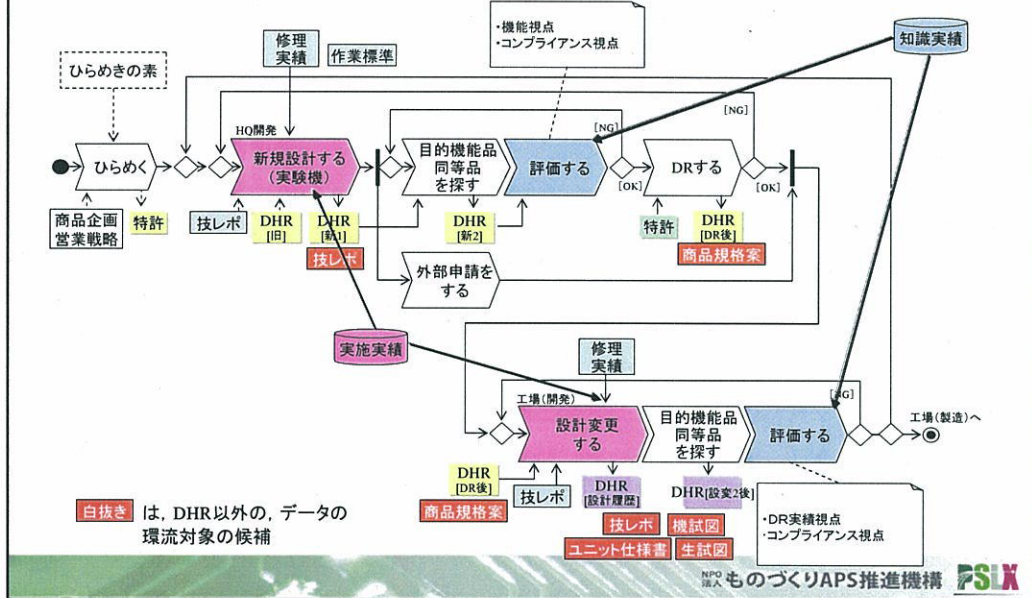 ・機能視点
・コンプライアンス視点
知識実績
修理
実績
作業標準
ひらめきの素
[NG]
[NG]
HQ開発
ひらめく
新規設計する
(実験機)
目的機能品
同等品
を探す
評価する
DRする
[OK]
[OK]
商品企画
営業戦略
特許
技レポ
DHR
[旧]
DHR
[新1]
技レポ
DHR
[新2]
特許
DHR
[DR後]
商品規格案
外部申請を
する
実施実績
修理
実績
[NG]
工場(開発)
工場(製造)へ
設計変更
する
目的機能品
同等品
を探す
評価する
DHR
[DR後]
商品規格案
技レポ
DHR
[設計履歴]
DHR[設変2後]
技レポ
機試図
ユニット仕様書
生試図
・DR実績視点
・コンプライアンス視点
白抜き は, DHR以外の, データの
環流対象の候補
NPO
法人 ものづくりAPS推進機構 PSLX